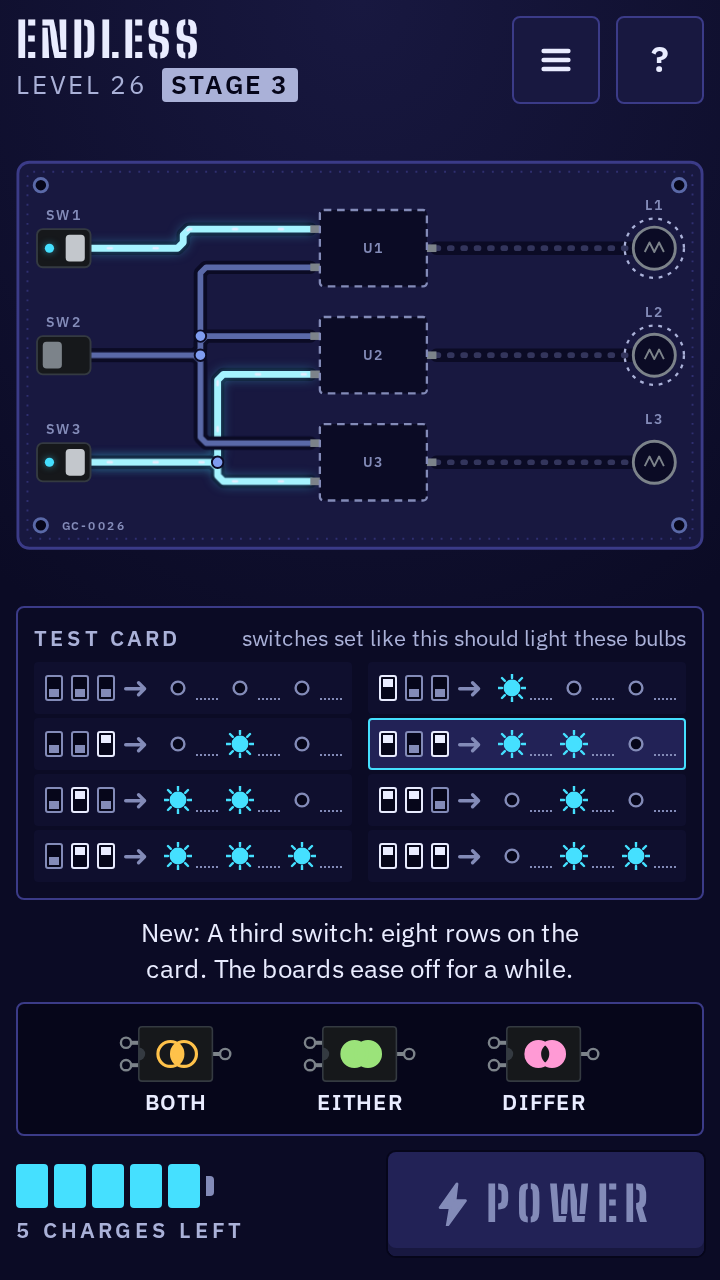 ENDLESS
LEVEL 26 STAGE 3
?
SW1
L1
U1
SW2
L2
U2
SW3
L3
U3
GC-0026
TEST CARD switches set like this should light these bulbs
New: A third switch: eight rows on the
card. The boards ease off for a while.
BOTH EITHER DIFFER
5 CHARGES LEFT
POWER